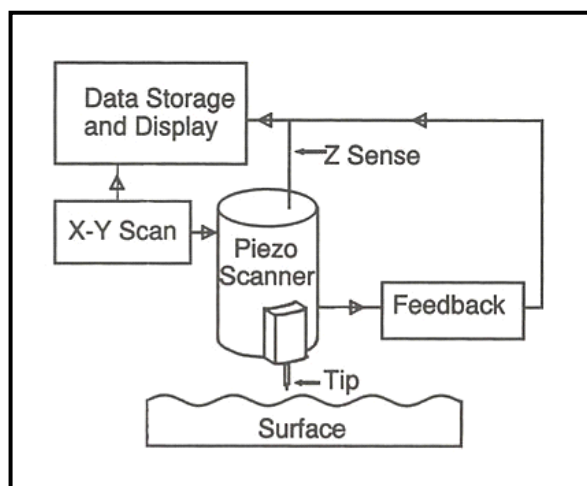 Data Storage
and Display
Z Sense
X-Y Scan
Piezo
Scanner
Feedback
Tip
Surface